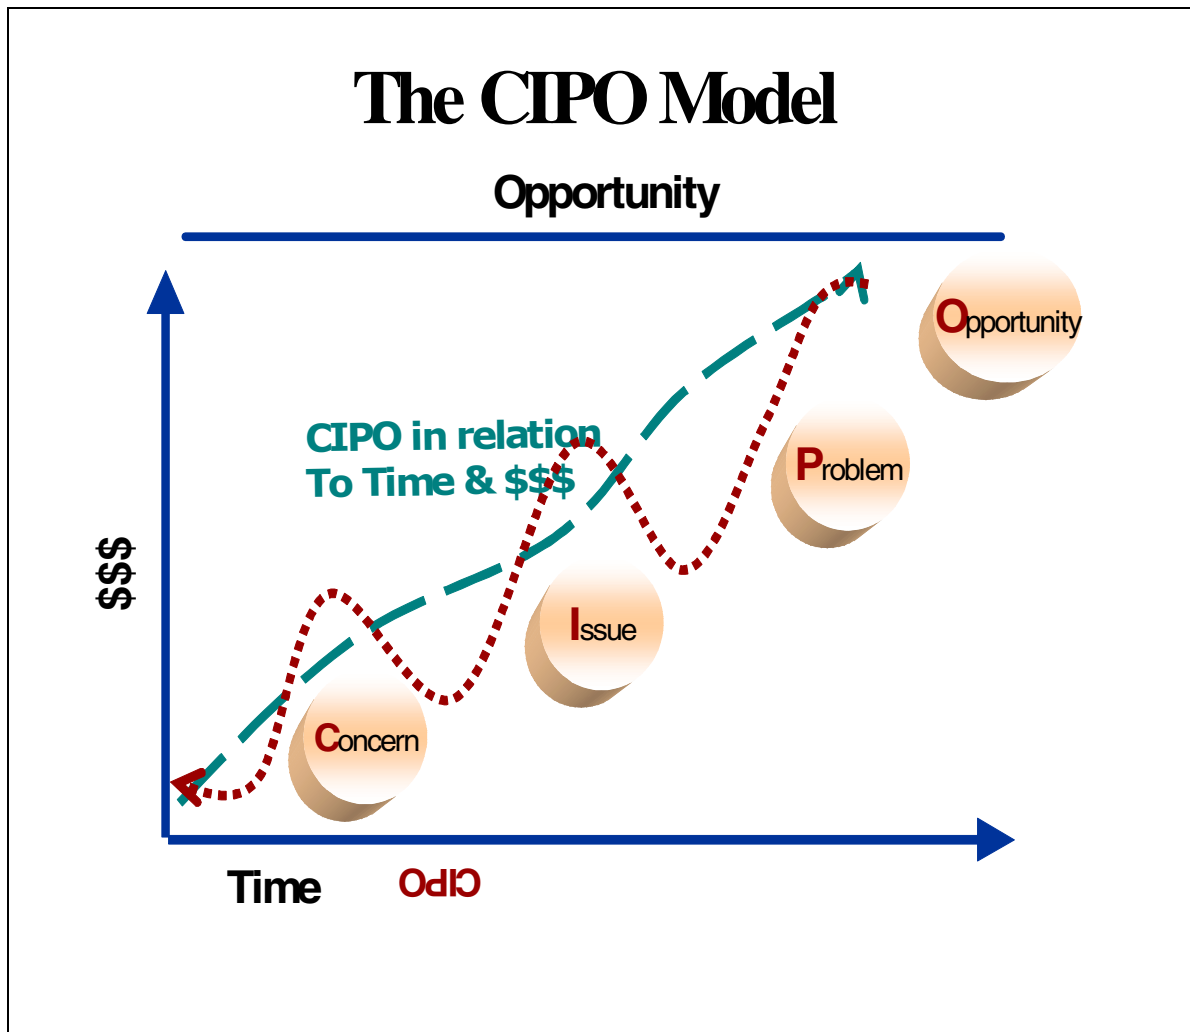 The CIPO Model
Opportunity
Opportunity
CIPO in relation
To Time & $$$
Problem
$$$
Issue
Concern
Time
CIPO